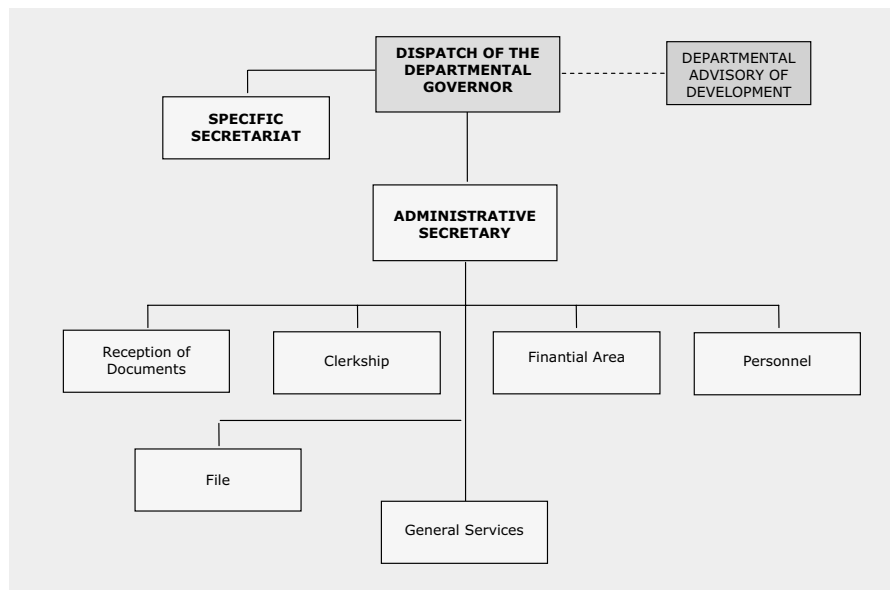 DISPATCH OF THE
DEPARTMENTAL
GOVERNOR
DEPARTMENTAL
ADVISORY OF
DEVELOPMENT
SPECIFIC
SECRETARIAT
ADMINISTRATIVE
SECRETARY
Reception of
Documents
Clerkship
Finantial Area
Personnel
File
General Services